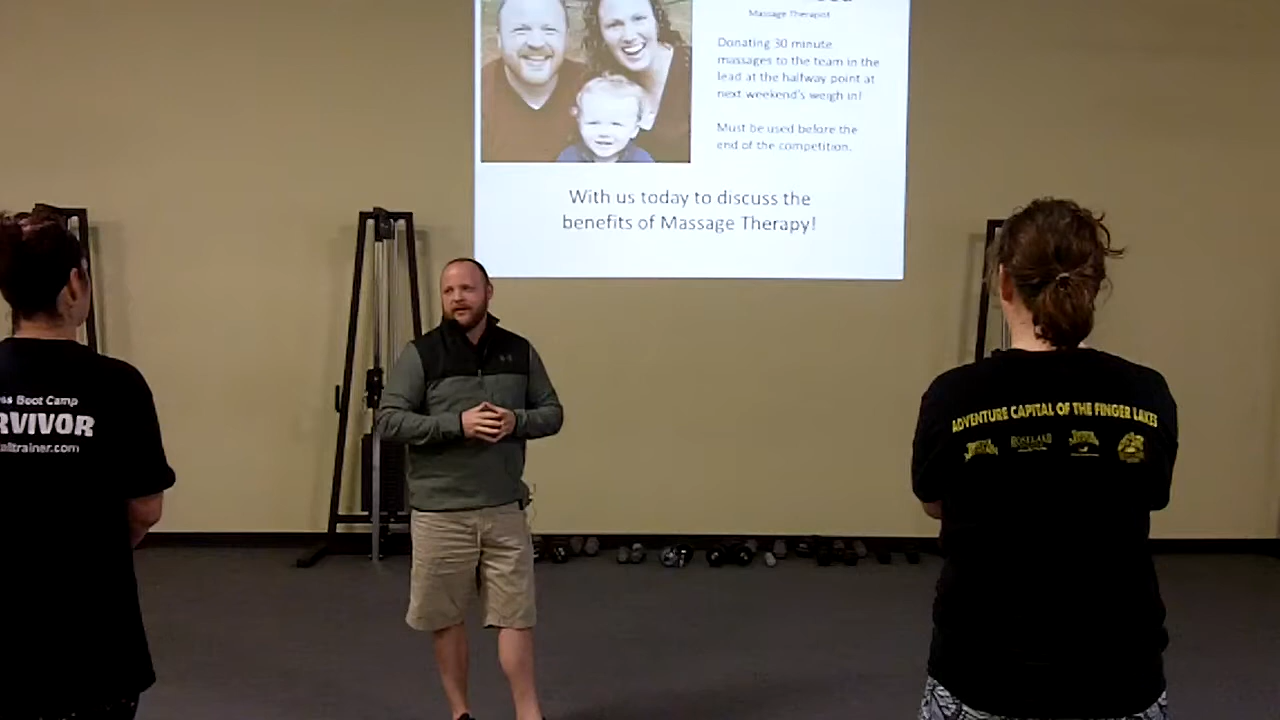 Massage Therapist
Donating 30 minute
massages to the team in the
lead at the halfway point at
next weekend's weigh in!
Must be used before the
end of the competition.
With us today to discuss the
benefits of Massage Therapy!
Boot Camp
RVIVOR
altrainer.com
ADVENTURE CAPITAL OF THE FINGER LAKES
ROSELAND